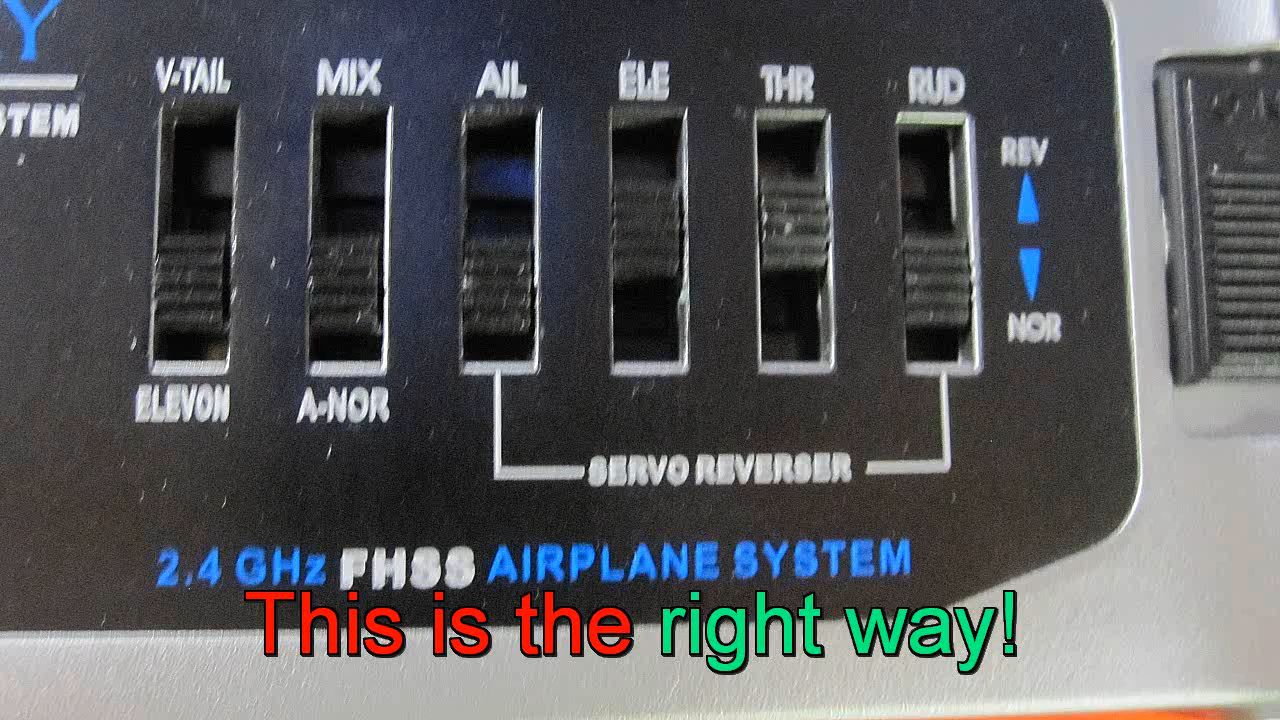 STEM
V-TAIL MIX AIL ELE THR RUD
REV
NOR
ELEVON A-NOR
SERVO REVERSER
2.4 GHz FHSS AIRPLANE SYSTEM
This is the right way!